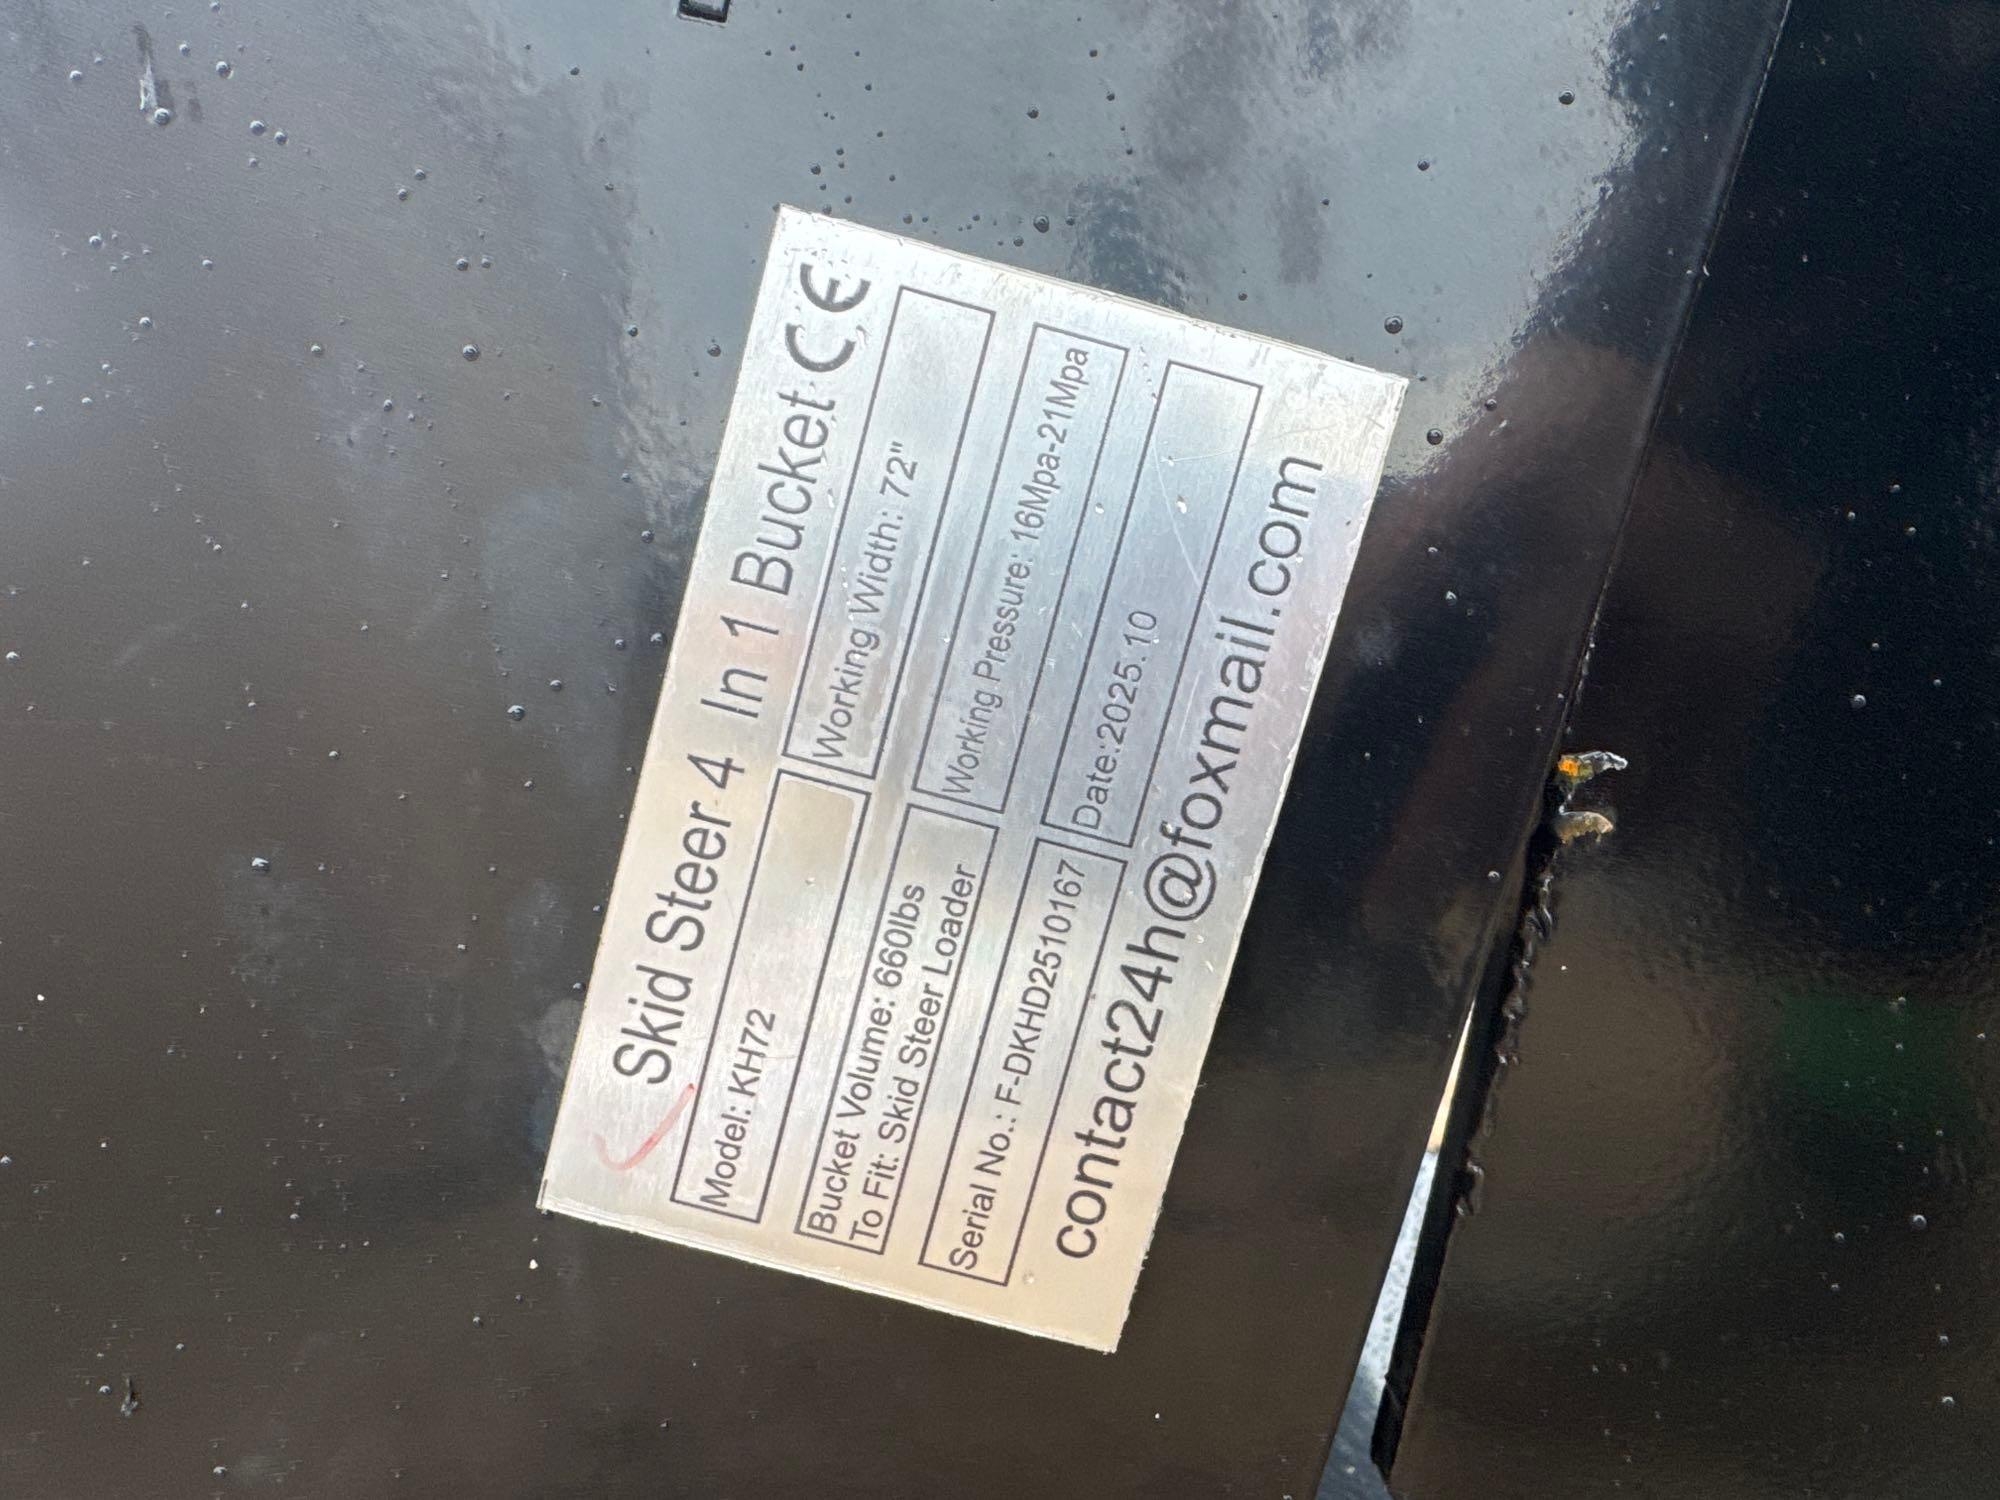 Skid Steer 4 In 1 Bucket CE
Model: KH72
Working Width: 72"
Bucket Volume: 660lbs
To Fit: Skid Steer Loader
Working Pressure: 16Mpa-21Mpa
Serial No.: F-DKHD2510167
Date:2025.10
contact24h@foxmail.com